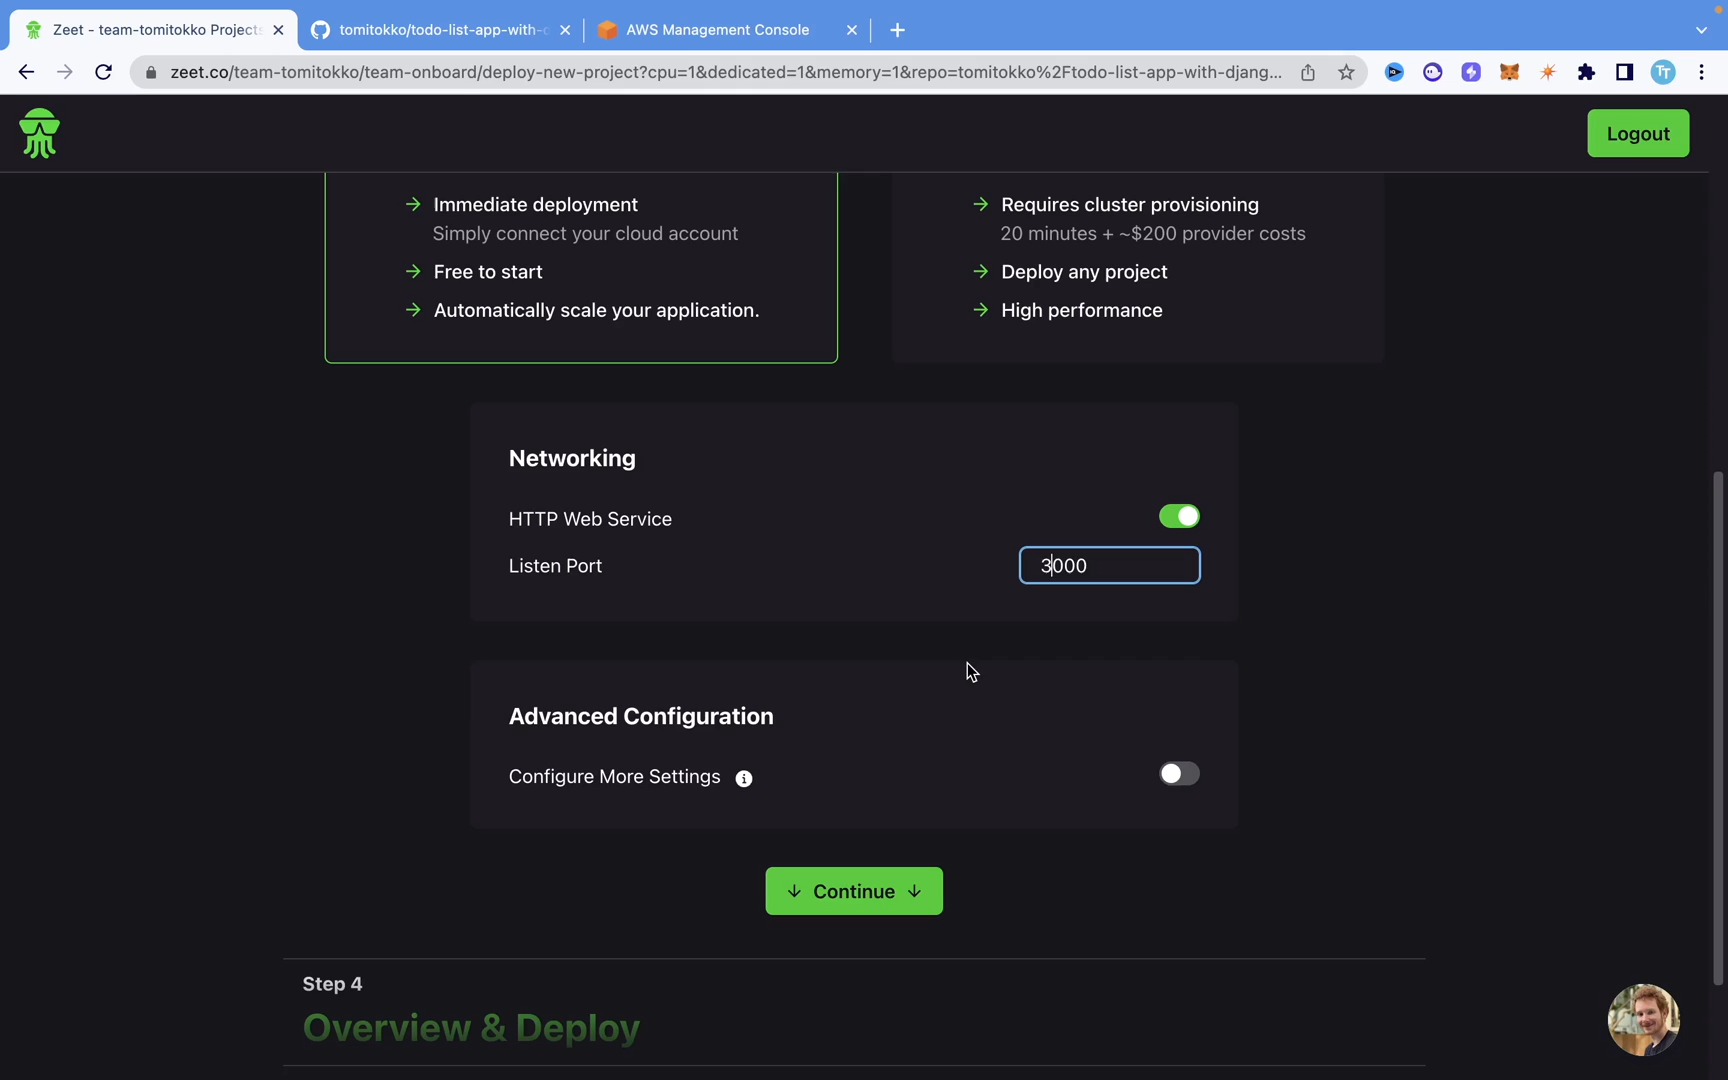 Zeet - team-tomitokko Projects
tomitokko/todo-list-app-with-d
AWS Management Console
zeet.co/team-tomitokko/team-onboard/deploy-new-project?cpu=1&dedicated=1&memory=1&repo=tomitokko%2Ftodo-list-app-with-djang...
TT
Logout
Immediate deployment
Simply connect your cloud account
Free to start
Automatically scale your application.
Requires cluster provisioning
20 minutes + ~$200 provider costs
Deploy any project
High performance
Networking
HTTP Web Service
Listen Port
3000
Advanced Configuration
Configure More Settings
Continue
Step 4
Overview & Deploy